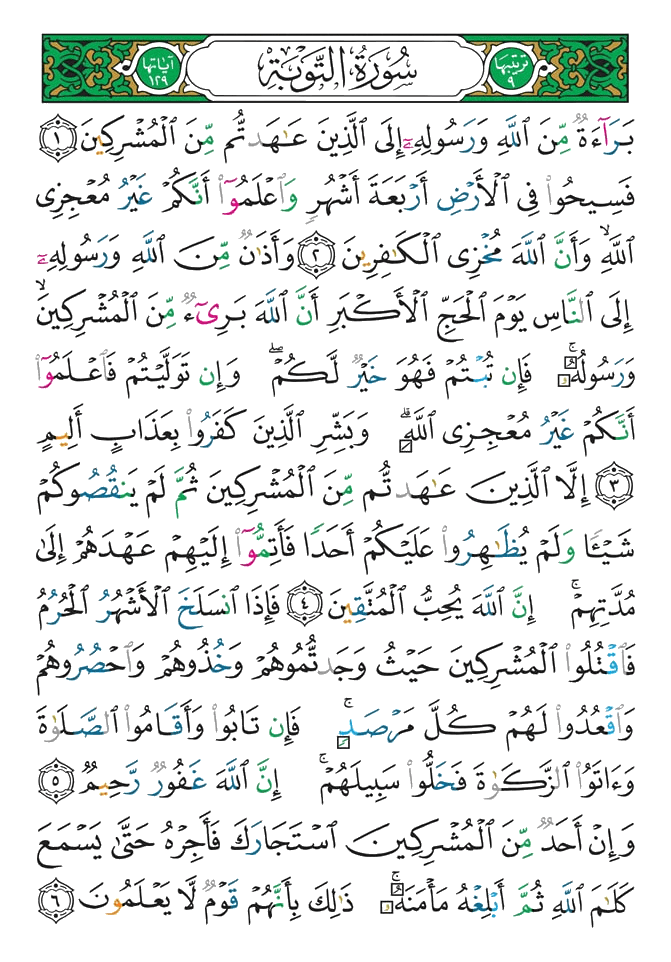 ترتيبها ٩ سُورَةُ التَّوْبَةِ آياتها ١٢٩
بَرَآءَةٌ مِّنَ ٱللَّهِ وَرَسُولِهِۦٓ إِلَى ٱلَّذِينَ عَـٰهَدتُّم مِّنَ ٱلْمُشْرِكِينَ ١
فَسِيحُوا۟ فِى ٱلْأَرْضِ أَرْبَعَةَ أَشْهُرٍ وَٱعْلَمُوٓا۟ أَنَّكُمْ غَيْرُ مُعْجِزِى
ٱللَّهِ ۙ وَأَنَّ ٱللَّهَ مُخْزِى ٱلْكَـٰفِرِينَ ٢ وَأَذَٰنٌ مِّنَ ٱللَّهِ وَرَسُولِهِۦٓ
إِلَى ٱلنَّاسِ يَوْمَ ٱلْحَجِّ ٱلْأَكْبَرِ أَنَّ ٱللَّهَ بَرِىٓءٌ مِّنَ ٱلْمُشْرِكِينَ ۙ
وَرَسُولُهُۥ ۚ فَإِن تُبْتُمْ فَهُوَ خَيْرٌ لَّكُمْ ۖ وَإِن تَوَلَّيْتُمْ فَٱعْلَمُوٓا۟
أَنَّكُمْ غَيْرُ مُعْجِزِى ٱللَّهِ ۗ وَبَشِّرِ ٱلَّذِينَ كَفَرُوا۟ بِعَذَابٍ أَلِيمٍ
٣ إِلَّا ٱلَّذِينَ عَـٰهَدتُّم مِّنَ ٱلْمُشْرِكِينَ ثُمَّ لَمْ يَنقُصُوكُمْ
شَيْـًٔا وَلَمْ يُظَـٰهِرُوا۟ عَلَيْكُمْ أَحَدًا فَأَتِمُّوٓا۟ إِلَيْهِمْ عَهْدَهُمْ إِلَىٰ
مُدَّتِهِمْ ۚ إِنَّ ٱللَّهَ يُحِبُّ ٱلْمُتَّقِينَ ٤ فَإِذَا ٱنسَلَخَ ٱلْأَشْهُرُ ٱلْحُرُمُ
فَٱقْتُلُوا۟ ٱلْمُشْرِكِينَ حَيْثُ وَجَدتُّمُوهُمْ وَخُذُوهُمْ وَٱحْصُرُوهُمْ
وَٱقْعُدُوا۟ لَهُمْ كُلَّ مَرْصَدٍ ۚ فَإِن تَابُوا۟ وَأَقَامُوا۟ ٱلصَّلَوٰةَ
وَءَاتَوُا۟ ٱلزَّكَوٰةَ فَخَلُّوا۟ سَبِيلَهُمْ ۚ إِنَّ ٱللَّهَ غَفُورٌ رَّحِيمٌ ٥
وَإِنْ أَحَدٌ مِّنَ ٱلْمُشْرِكِينَ ٱسْتَجَارَكَ فَأَجِرْهُ حَتَّىٰ يَسْمَعَ
كَلَـٰمَ ٱللَّهِ ثُمَّ أَبْلِغْهُ مَأْمَنَهُۥ ۚ ذَٰلِكَ بِأَنَّهُمْ قَوْمٌ لَّا يَعْلَمُونَ ٦